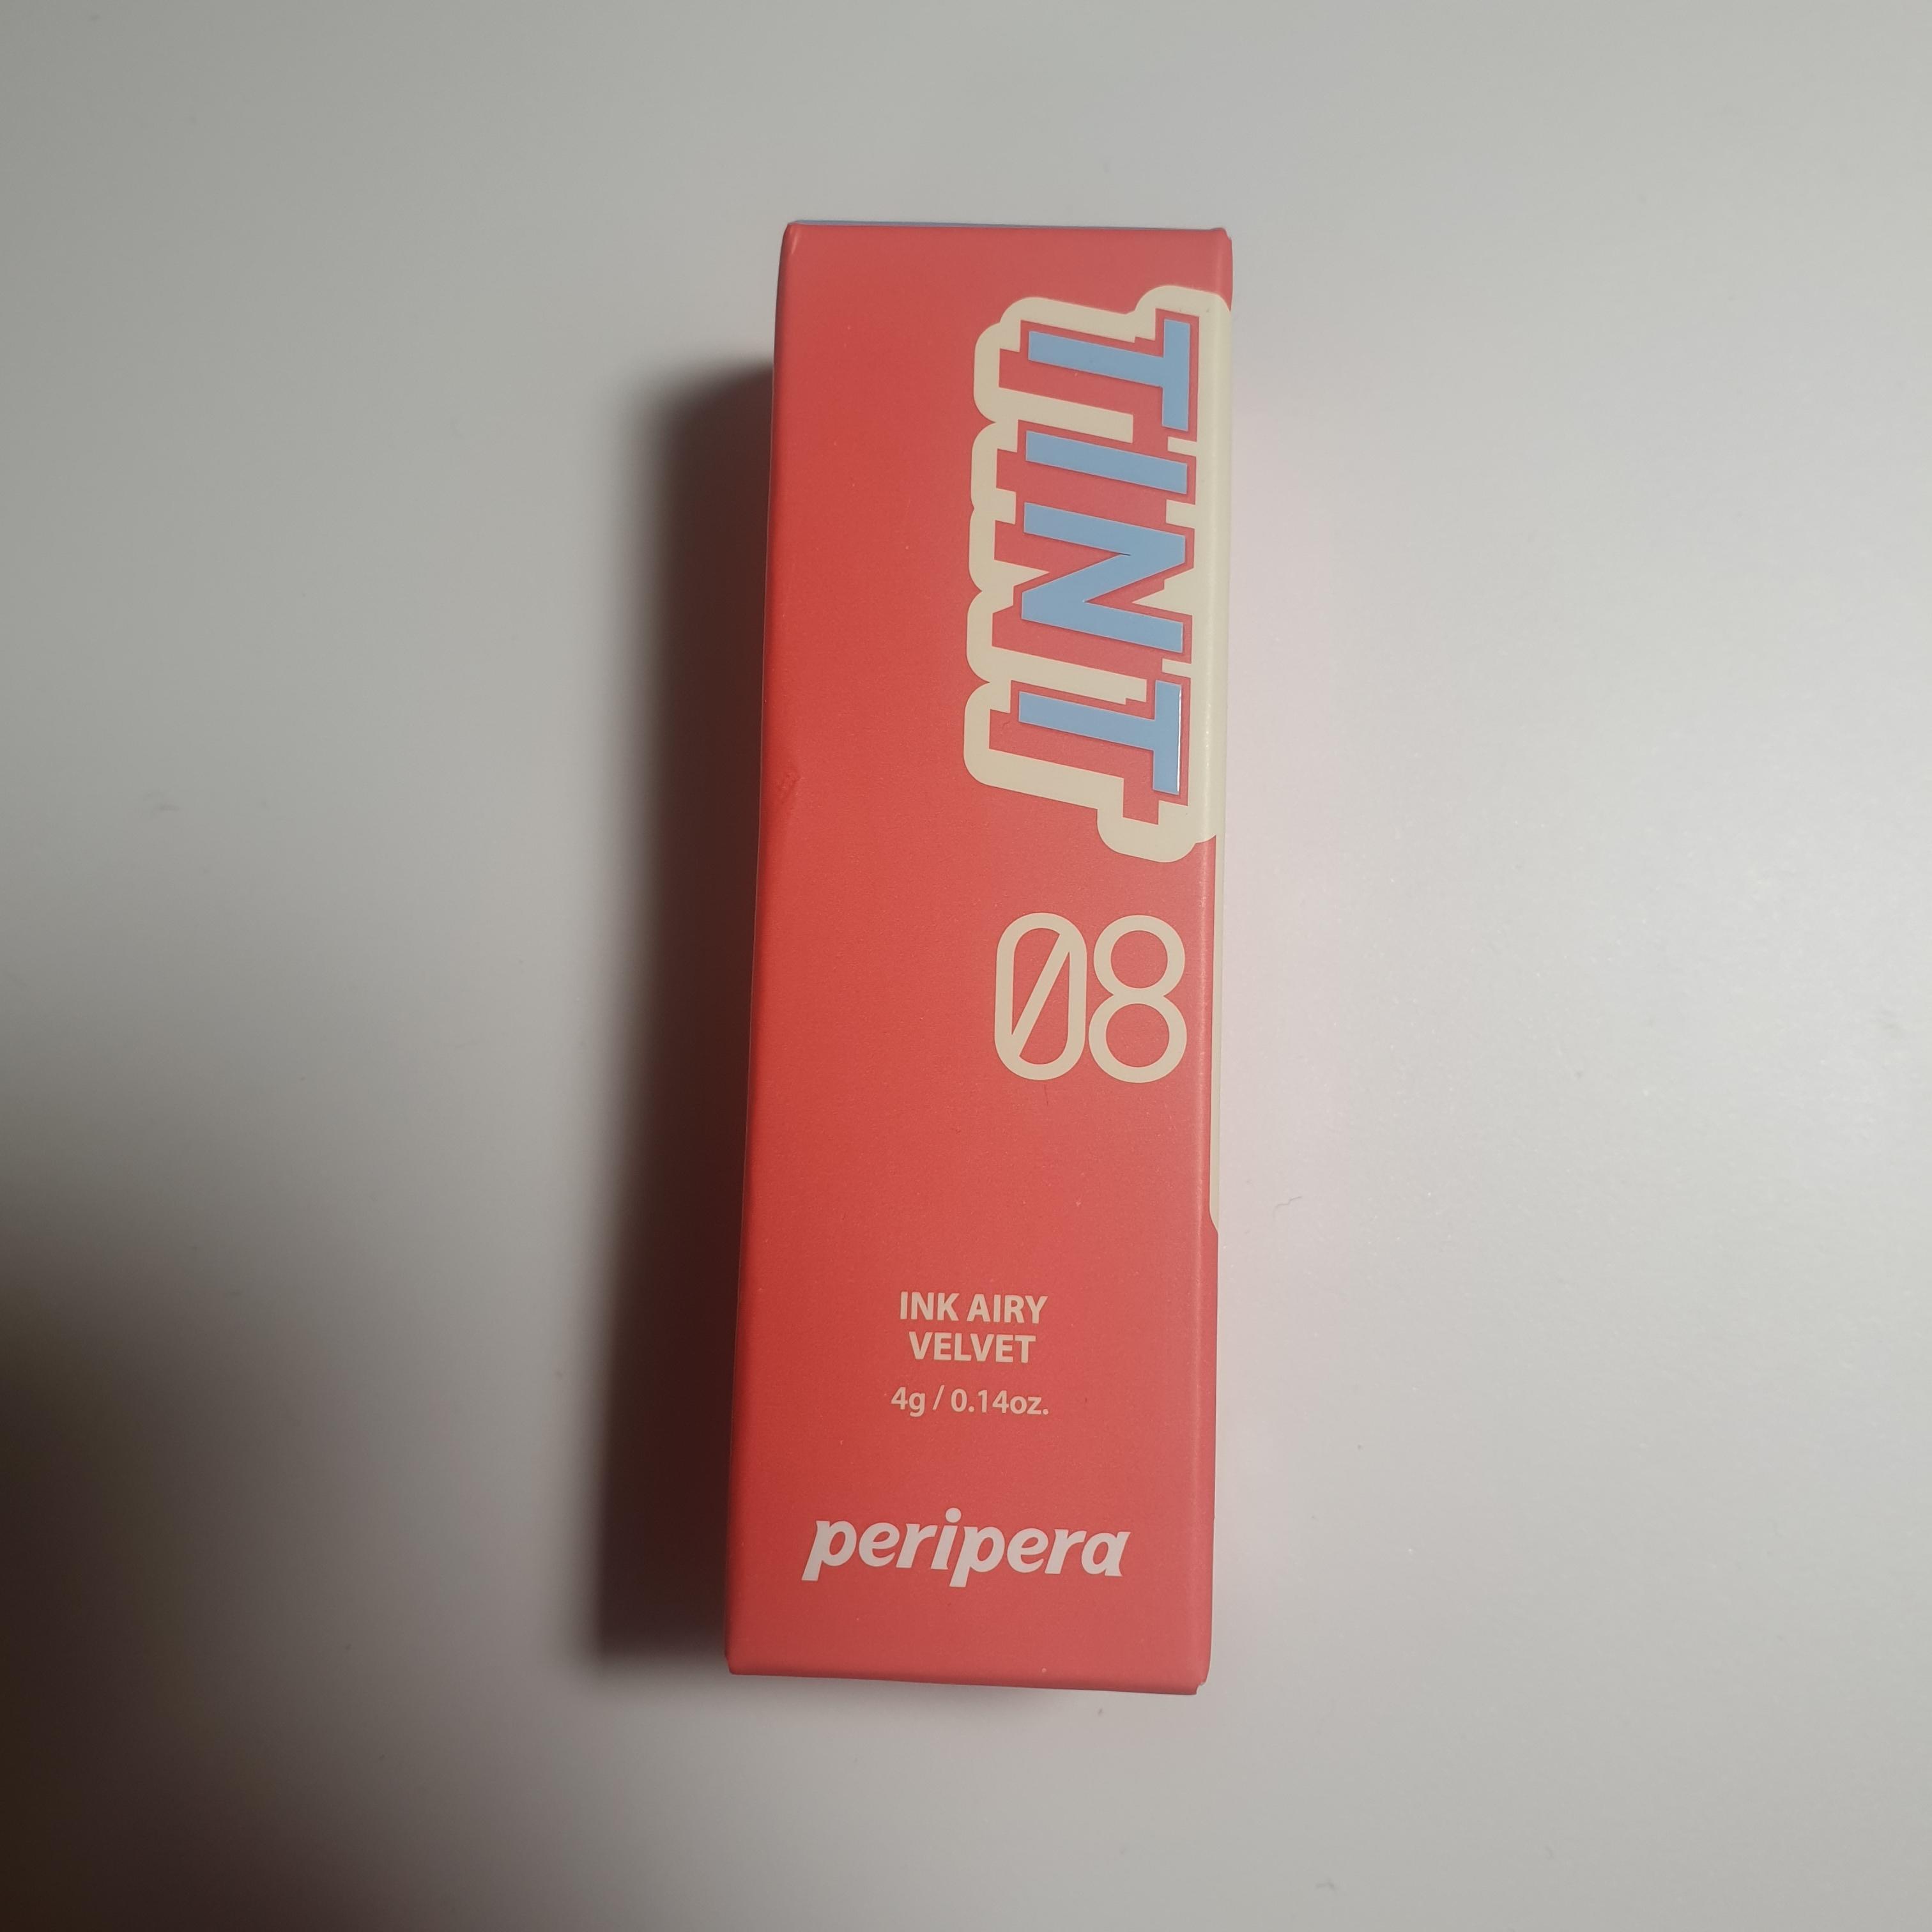 TINT
08
INK AIRY
VELVET
4g / 0.14oz.
peripera